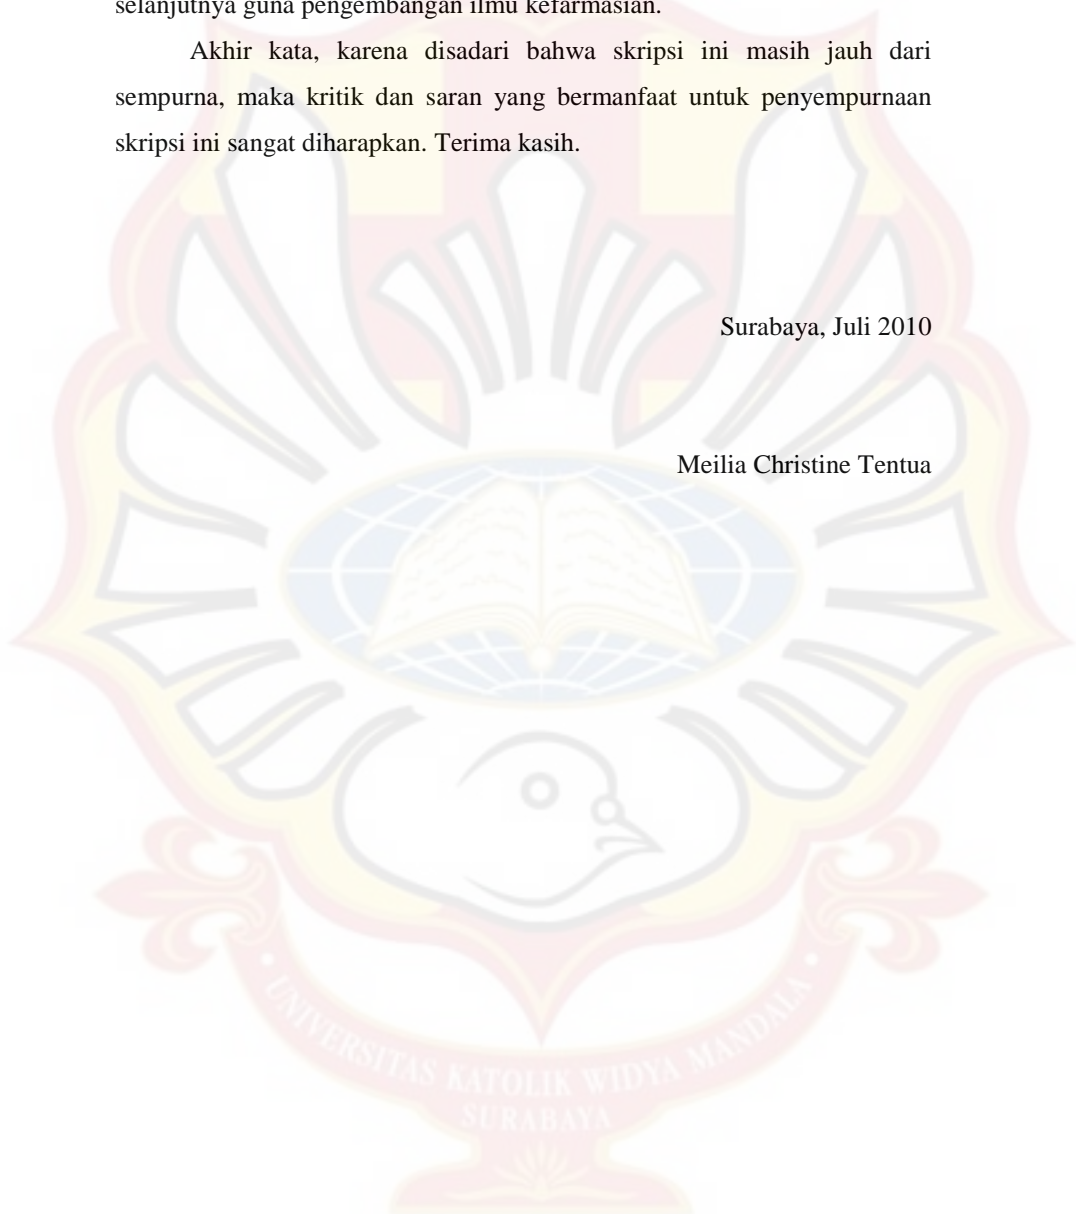 selanjutnya guna pengembangan ilmu kefarmasian.
Akhir kata, karena disadari bahwa skripsi ini masih jauh dari
sempurna, maka kritik dan saran yang bermanfaat untuk penyempurnaan
skripsi ini sangat diharapkan. Terima kasih.
Surabaya, Juli 2010
Meilia Christine Tentua
UNIVERSITAS KATOLIK WIDYA MANDALA
SURABAYA